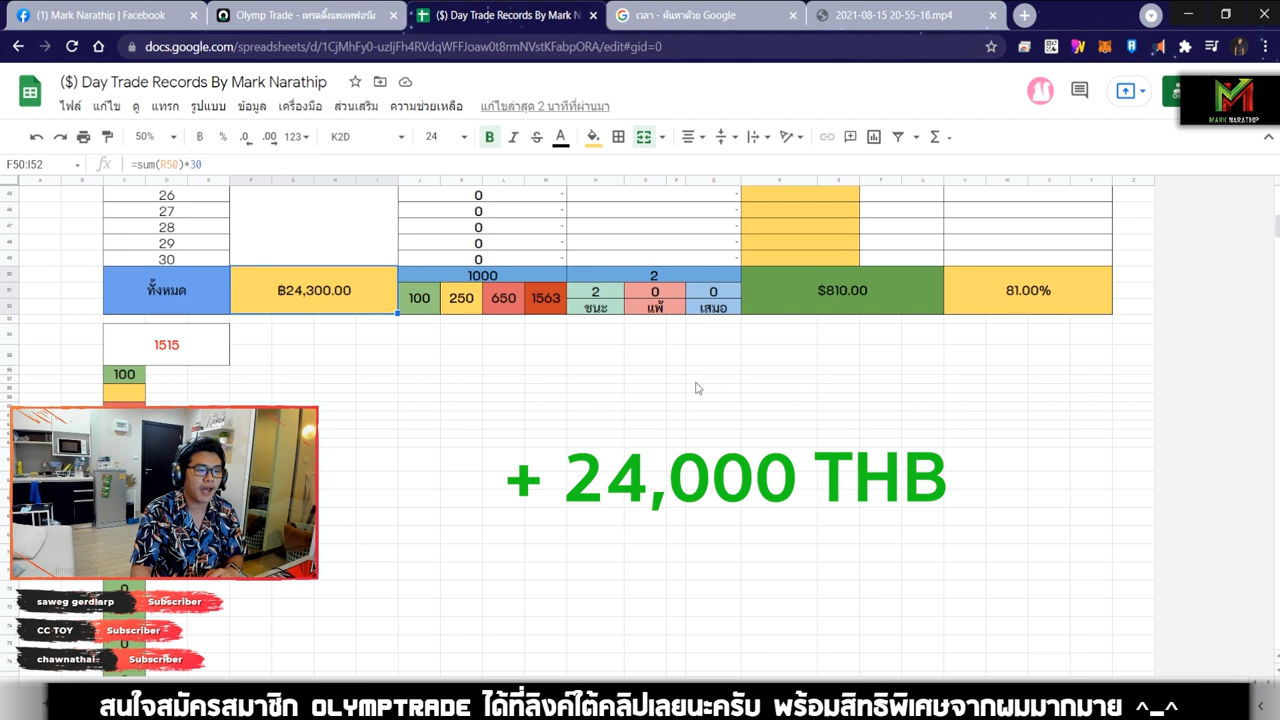 (1) Mark Narathip | Facebook
Olymp Trade - เทรดดิ้งแพลทฟอร์ม
($) Day Trade Records By Mark N
เวลา - ค้นหาด้วย Google
2021-08-15 20-55-16.mp4
docs.google.com/spreadsheets/d/1CjMhFy0-uzIjFh4RVdqWFFJoaw0t8rmNVstKFabpORA/edit#gid=0
($) Day Trade Records By Mark Narathip
ไฟล์ แก้ไข ดู แทรก รูปแบบ ข้อมูล เครื่องมือ ส่วนเสริม ความช่วยเหลือ แก้ไขล่าสุด 2 นาทีที่ผ่านมา
MARK NARATHIP
50% ฿ % .0 .00 123 K2D 24 B I S A
F50:I52 fx =sum(R50)*30
A B C D E F G H I J K L M N O P Q R S T U V W X Y Z
26 0
27 0
28 0
29 0
30 0
ทั้งหมด ฿24,300.00 1000 2 $810.00 81.00%
100 250 650 1563 2 0 0
ชนะ แพ้ เสมอ
1515
100
+ 24,000 THB
0
saweg gerdlarp Subscriber
CC TOY Subscriber
0
chawnathai Subscriber
สนใจสมัครสมาชิก OLYMPTRADE ได้ที่ลิงค์ใต้คลิปเลยนะครับ พร้อมสิทธิพิเศษจากผมมากมาย ^_^